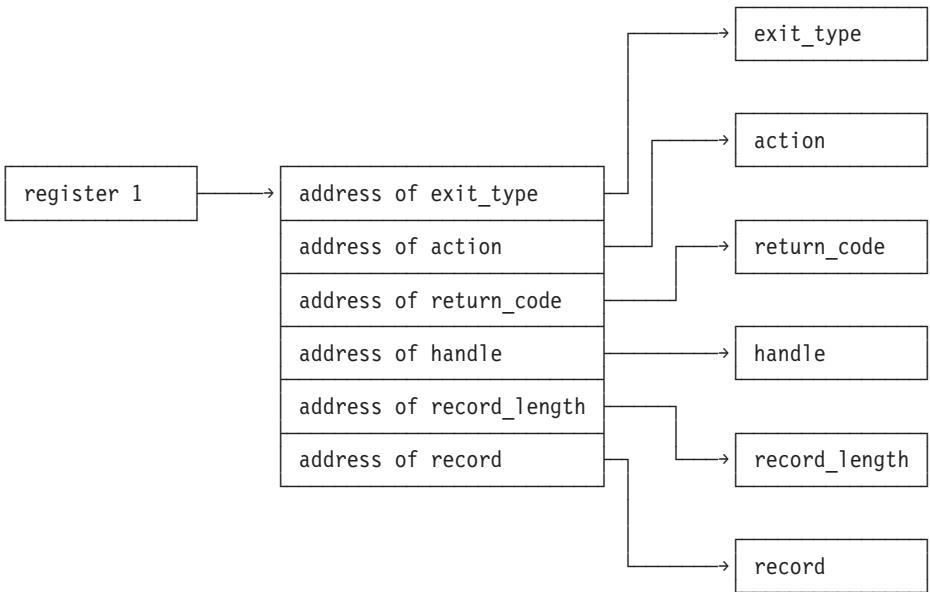 exit_type
action
register 1
address of exit_type
address of action
return_code
address of return_code
address of handle
handle
address of record_length
address of record
record_length
record